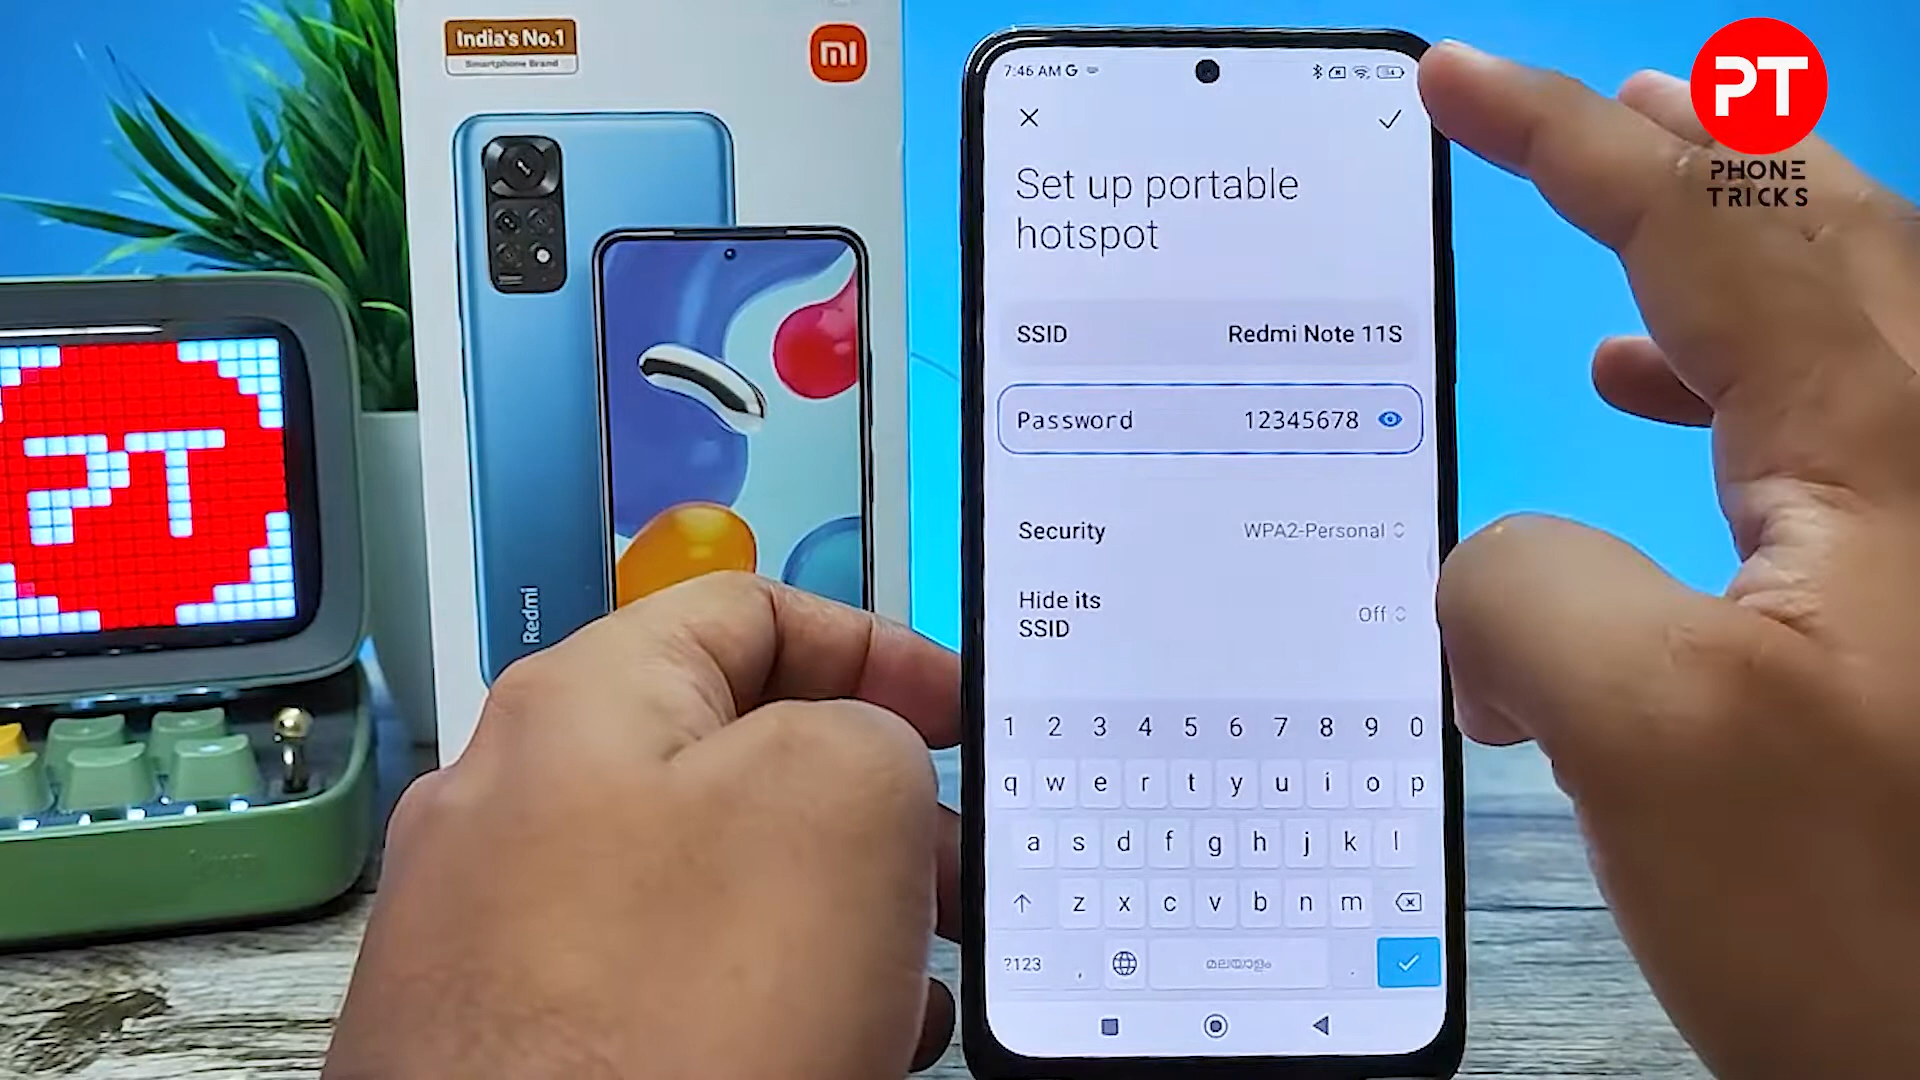 India's No.1
Smartphone Brand
mi
Redmi
PT
7:46 AM G
Set up portable
hotspot
SSID Redmi Note 11S
Password 12345678
Security WPA2-Personal
Hide its
SSID
Off
1 2 3 4 5 6 7 8 9 0
q w e r t y u i o p
a s d f g h j k l
z x c v b n m
?123 , മലയാളം .
PT
PHONE
TRICKS